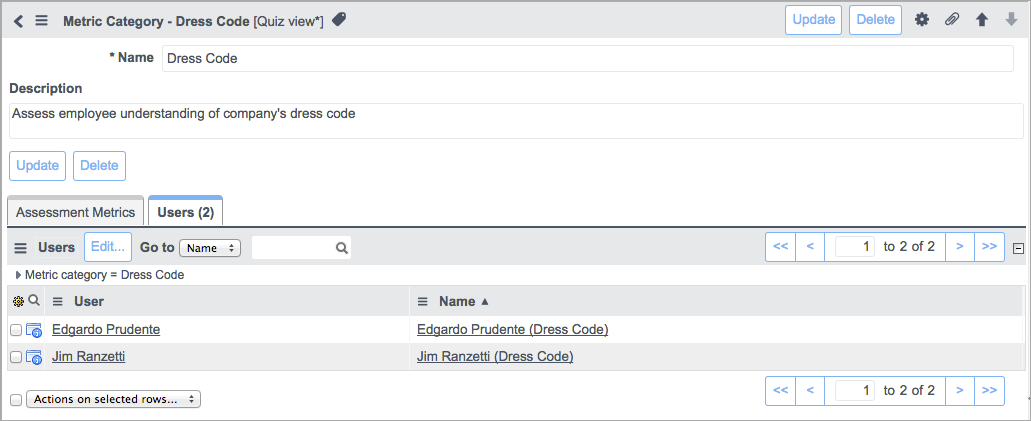 Metric Category - Dress Code [Quiz view*] Update Delete
* Name Dress Code
Description
Assess employee understanding of company's dress code
Update Delete
Assessment Metrics Users (2)
Users Edit... Go to Name << < 1 to 2 of 2 > >>
Metric category = Dress Code
User Name
Edgardo Prudente Edgardo Prudente (Dress Code)
Jim Ranzetti Jim Ranzetti (Dress Code)
Actions on selected rows... << < 1 to 2 of 2 > >>